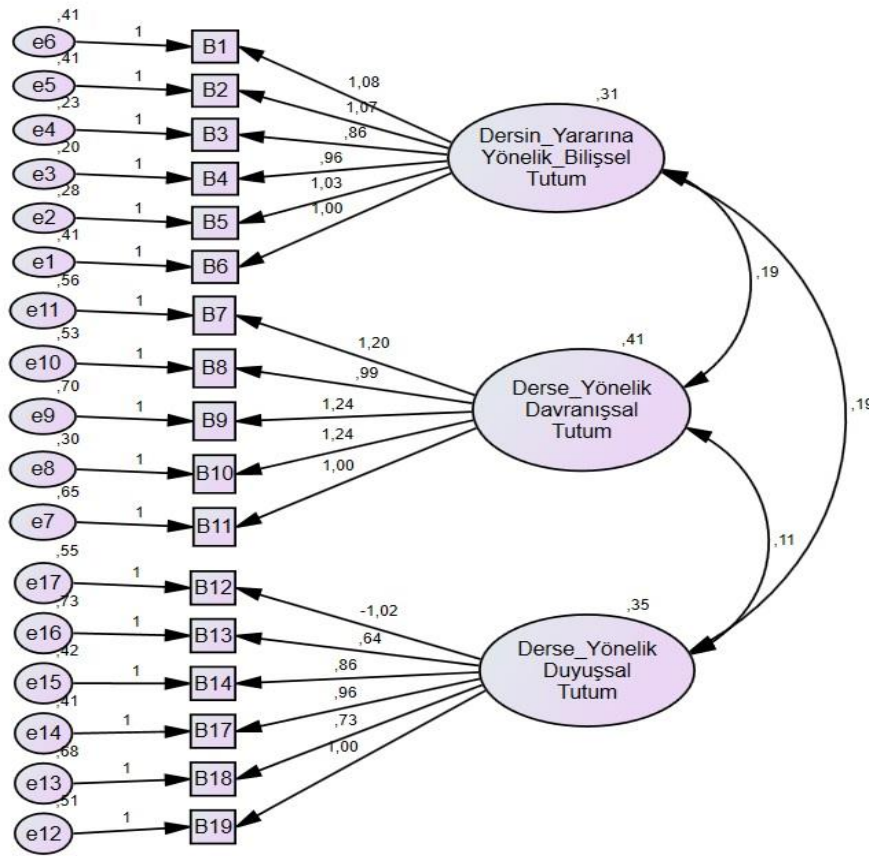 ,41
e6 1 B1
,41
e5 1 B2
,23
e4 1 B3
,20
e3 1 B4
,28
e2 1 B5
,41
e1 1 B6
1,08
1,07
,86
,96
1,03
1,00
,31
Dersin_Yararına
Yönelik_Bilişsel
Tutum
,56
e11 1 B7
,53
e10 1 B8
,70
e9 1 B9
,30
e8 1 B10
,65
e7 1 B11
1,20
,99
1,24
1,24
1,00
,41
Derse_Yönelik
Davranışsal
Tutum
,55
e17 1 B12
,73
e16 1 B13
,42
e15 1 B14
,41
e14 1 B17
,68
e13 1 B18
,51
e12 1 B19
-1,02
,64
,86
,96
,73
1,00
,35
Derse_Yönelik
Duyuşsal
Tutum
,19
,19
,11